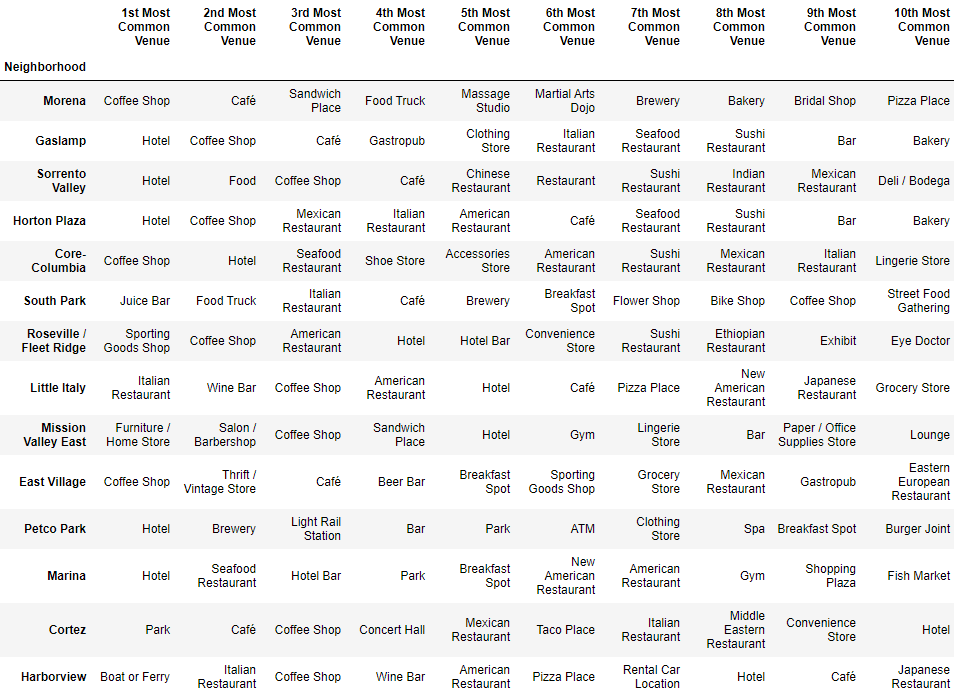 1st Most Common Venue 2nd Most Common Venue 3rd Most Common Venue 4th Most Common Venue 5th Most Common Venue 6th Most Common Venue 7th Most Common Venue 8th Most Common Venue 9th Most Common Venue 10th Most Common Venue
Neighborhood
Morena Coffee Shop Café Sandwich Place Food Truck Massage Studio Martial Arts Dojo Brewery Bakery Bridal Shop Pizza Place
Gaslamp Hotel Coffee Shop Café Gastropub Clothing Store Italian Restaurant Seafood Restaurant Sushi Restaurant Bar Bakery
Sorrento Valley Hotel Food Coffee Shop Café Chinese Restaurant Restaurant Sushi Restaurant Indian Restaurant Mexican Restaurant Deli / Bodega
Horton Plaza Hotel Coffee Shop Mexican Restaurant Italian Restaurant American Restaurant Café Seafood Restaurant Sushi Restaurant Bar Bakery
Core-Columbia Coffee Shop Hotel Seafood Restaurant Shoe Store Accessories Store American Restaurant Sushi Restaurant Mexican Restaurant Italian Restaurant Lingerie Store
South Park Juice Bar Food Truck Italian Restaurant Café Brewery Breakfast Spot Flower Shop Bike Shop Coffee Shop Street Food Gathering
Roseville / Fleet Ridge Sporting Goods Shop Coffee Shop American Restaurant Hotel Hotel Bar Convenience Store Sushi Restaurant Ethiopian Restaurant Exhibit Eye Doctor
Little Italy Italian Restaurant Wine Bar Coffee Shop American Restaurant Hotel Café Pizza Place New American Restaurant Japanese Restaurant Grocery Store
Mission Valley East Furniture / Home Store Salon / Barbershop Coffee Shop Sandwich Place Hotel Gym Lingerie Store Bar Paper / Office Supplies Store Lounge
East Village Coffee Shop Thrift / Vintage Store Café Beer Bar Breakfast Spot Sporting Goods Shop Grocery Store Mexican Restaurant Gastropub Eastern European Restaurant
Petco Park Hotel Brewery Light Rail Station Bar Park ATM Clothing Store Spa Breakfast Spot Burger Joint
Marina Hotel Seafood Restaurant Hotel Bar Park Breakfast Spot New American Restaurant American Restaurant Gym Shopping Plaza Fish Market
Cortez Park Café Coffee Shop Concert Hall Mexican Restaurant Taco Place Italian Restaurant Middle Eastern Restaurant Convenience Store Hotel
Harborview Boat or Ferry Italian Restaurant Coffee Shop Wine Bar American Restaurant Pizza Place Rental Car Location Hotel Café Japanese Restaurant